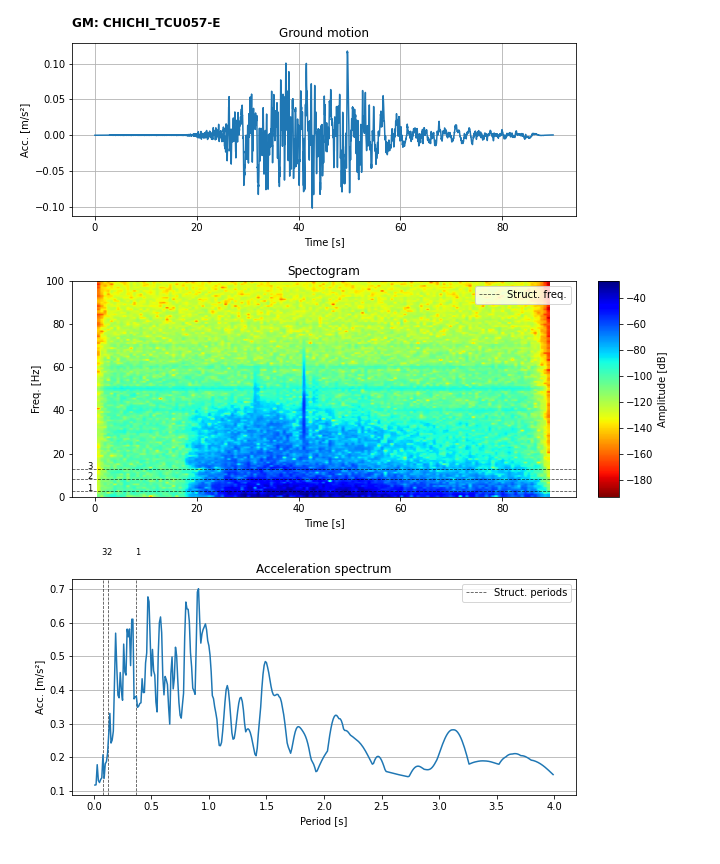 GM: CHICHI_TCU057-E
Ground motion
0.10
0.05
0.00
−0.05
−0.10
Acc. [m/s²]
0 20 40 60 80
Time [s]
Spectogram
Struct. freq.
100
80
60
40
20
0
Freq. [Hz]
3
2
1
0 20 40 60 80
Time [s]
−40
−60
−80
−100
−120
−140
−160
−180
Amplitude [dB]
32 1
Acceleration spectrum
Struct. periods
0.7
0.6
0.5
0.4
0.3
0.2
0.1
Acc. [m/s²]
0.0 0.5 1.0 1.5 2.0 2.5 3.0 3.5 4.0
Period [s]